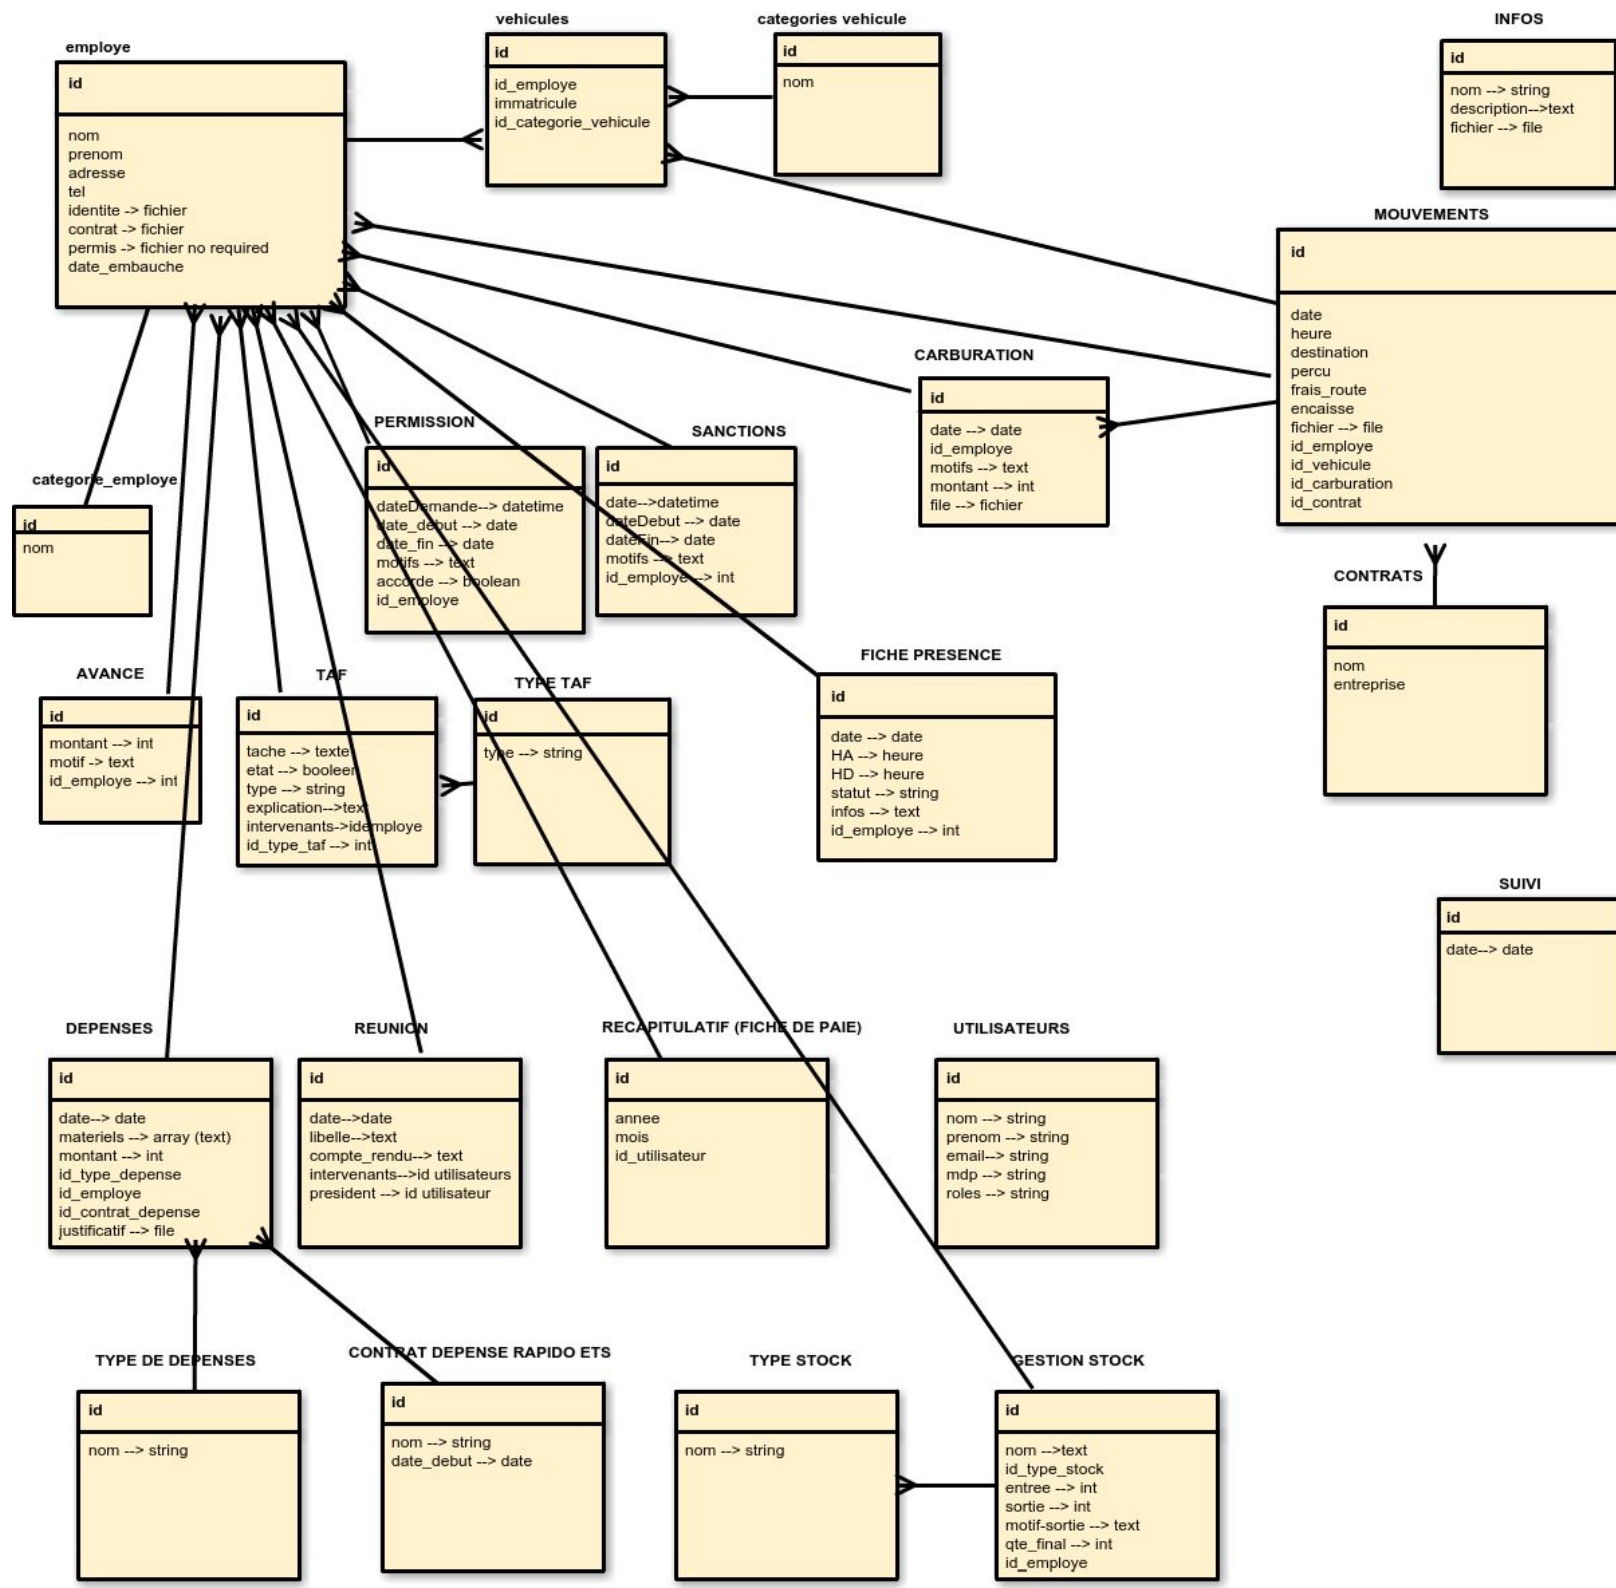 employe
id
nom
prenom
adresse
tel
identite -> fichier
contrat -> fichier
permis -> fichier no required
date_embauche
vehicules
id
id_employe
immatricule
id_categorie_vehicule
categories vehicule
id
nom
INFOS
id
nom --> string
description-->text
fichier --> file
MOUVEMENTS
id
date
heure
destination
percu
frais_route
encaisse
fichier --> file
id_employe
id_vehicule
id_carburation
id_contrat
CARBURATION
id
date --> date
id_employe
motifs --> text
montant --> int
file --> fichier
PERMISSION
id
dateDemande--> datetime
date_debut --> date
date_fin --> date
motifs --> text
accorde --> boolean
id_employe
SANCTIONS
id
date-->datetime
dateDebut --> date
dateFin--> date
motifs --> text
id_employe--> int
categorie_employe
id
nom
CONTRATS
id
nom
entreprise
AVANCE
id
montant --> int
motif -> text
id_employe --> int
TAF
id
tache --> texte
etat --> booleer
type --> string
explication-->text
intervenants->idemploye
id_type_taf --> int
TYPE TAF
id
type --> string
FICHE PRESENCE
id
date --> date
HA --> heure
HD --> heure
statut --> string
infos --> text
id_employe --> int
SUIVI
id
date--> date
DEPENSES
id
date--> date
materiels --> array (text)
montant --> int
id_type_depense
id_employe
id_contrat_depense
justificatif --> file
REUNION
id
date-->date
libelle-->text
compte_rendu--> text
intervenants-->id utilisateurs
president --> id utilisateur
RECAPITULATIF (FICHE DE PAIE)
id
annee
mois
id_utilisateur
UTILISATEURS
id
nom --> string
prenom --> string
email--> string
mdp --> string
roles --> string
TYPE DE DEPENSES
id
nom --> string
CONTRAT DEPENSE RAPIDO ETS
id
nom --> string
date_debut --> date
TYPE STOCK
id
nom --> string
GESTION STOCK
id
nom -->text
id_type_stock
entree --> int
sortie --> int
motif-sortie --> text
qte_final --> int
id_employe